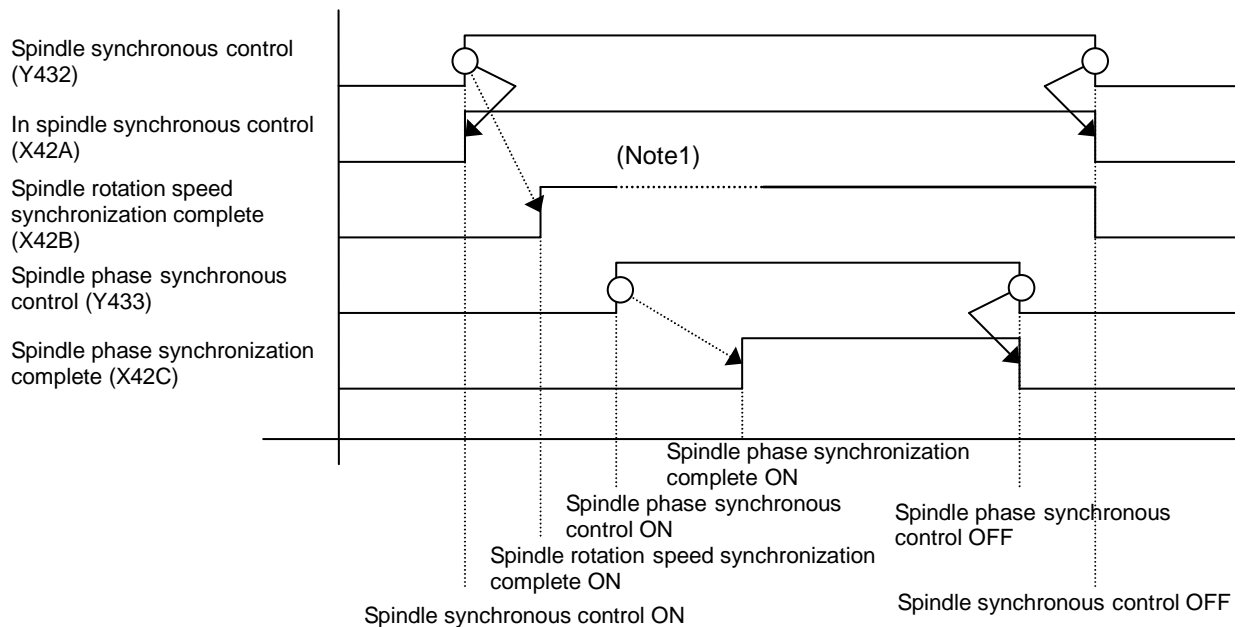 Spindle synchronous control
(Y432)
In spindle synchronous control
(X42A)
(Note1)
Spindle rotation speed
synchronization complete
(X42B)
Spindle phase synchronous
control (Y433)
Spindle phase synchronization
complete (X42C)
Spindle phase synchronization
complete ON
Spindle phase synchronous
control ON
Spindle phase synchronous
control OFF
Spindle rotation speed synchronization
complete ON
Spindle synchronous control OFF
Spindle synchronous control ON